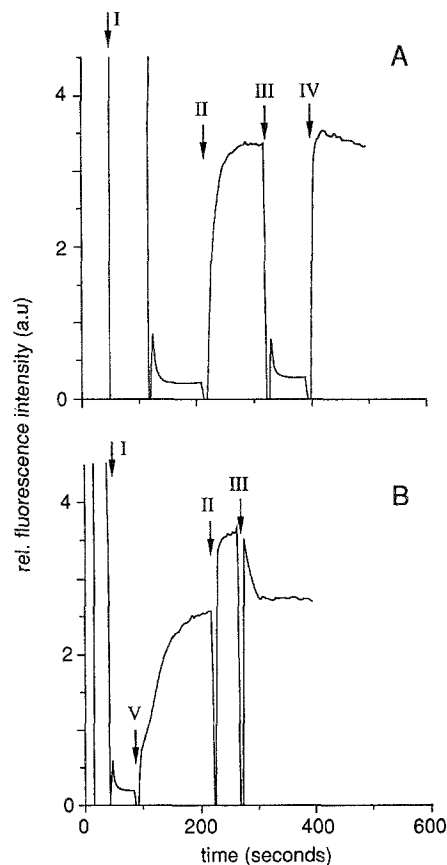 I
A
4
II
III
IV
2
0
rel. fluorescence intensity (a.u)
I
B
4
II
III
2
V
0
0
200
400
600
time (seconds)